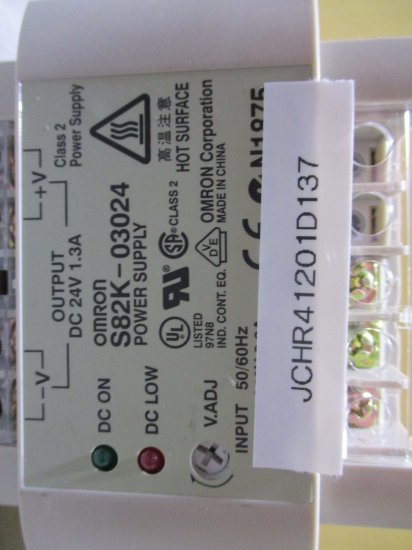 Class 2
Power Supply
+V
-V
OUTPUT
DC 24V 1.3A
高温注意
HOT SURFACE
OMRON
S82K-03024
POWER SUPPLY
CLASS 2
OMRON Corporation
MADE IN CHINA
N1875
LISTED
97N8
IND. CONT. EQ.
DC ON
DC LOW
V.ADJ
INPUT 50/60Hz
JCHR41201D137